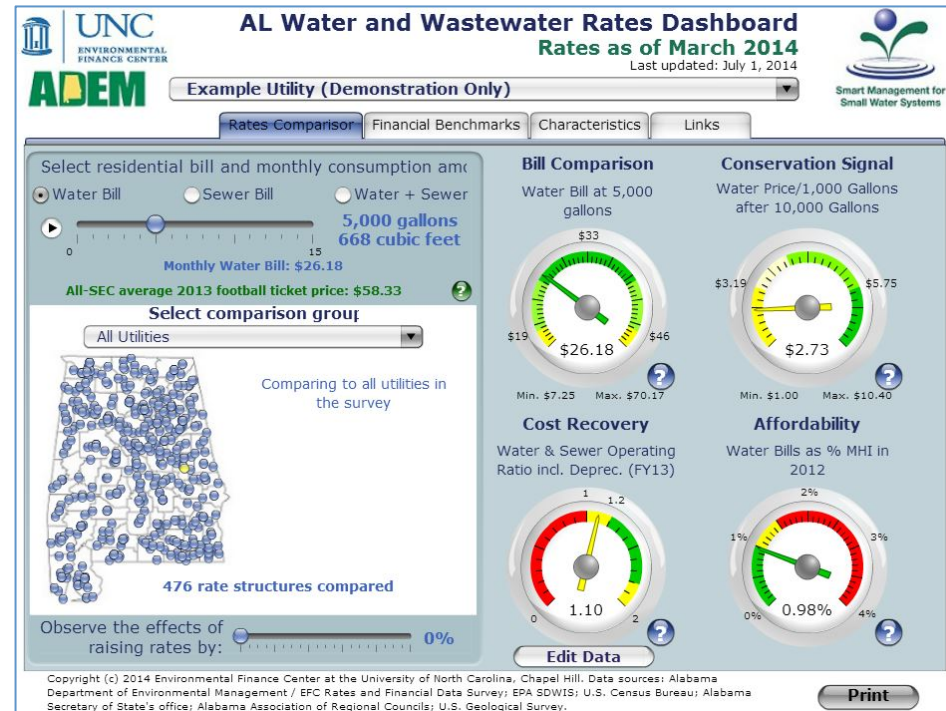 UNC
ENVIRONMENTAL
FINANCE CENTER
ADEM
AL Water and Wastewater Rates Dashboard
Rates as of March 2014
Last updated: July 1, 2014
Smart Management for
Small Water Systems
Example Utility (Demonstration Only)
Rates Comparisor
Financial Benchmarks
Characteristics
Links
Select residential bill and monthly consumption amo
Water Bill
Sewer Bill
Water + Sewer
0
15
5,000 gallons
668 cubic feet
Monthly Water Bill: $26.18
All-SEC average 2013 football ticket price: $58.33
?
Select comparison group
All Utilities
Comparing to all utilities in
the survey
476 rate structures compared
Observe the effects of
raising rates by:
0%
Bill Comparison
Water Bill at 5,000
gallons
$33
$19
$46
$26.18
?
Min. $7.25 Max. $70.17
Conservation Signal
Water Price/1,000 Gallons
after 10,000 Gallons
$3.19
$5.75
$2.73
?
Min. $1.00 Max. $10.40
Cost Recovery
Water & Sewer Operating
Ratio incl. Deprec. (FY13)
1
1.2
0
2
1.10
?
Edit Data
Affordability
Water Bills as % MHI in
2012
2%
1%
3%
0%
4%
0.98%
?
Copyright (c) 2014 Environmental Finance Center at the University of North Carolina, Chapel Hill. Data sources: Alabama
Department of Environmental Management / EFC Rates and Financial Data Survey; EPA SDWIS; U.S. Census Bureau; Alabama
Secretary of State's office; Alabama Association of Regional Councils; U.S. Geological Survey.
Print